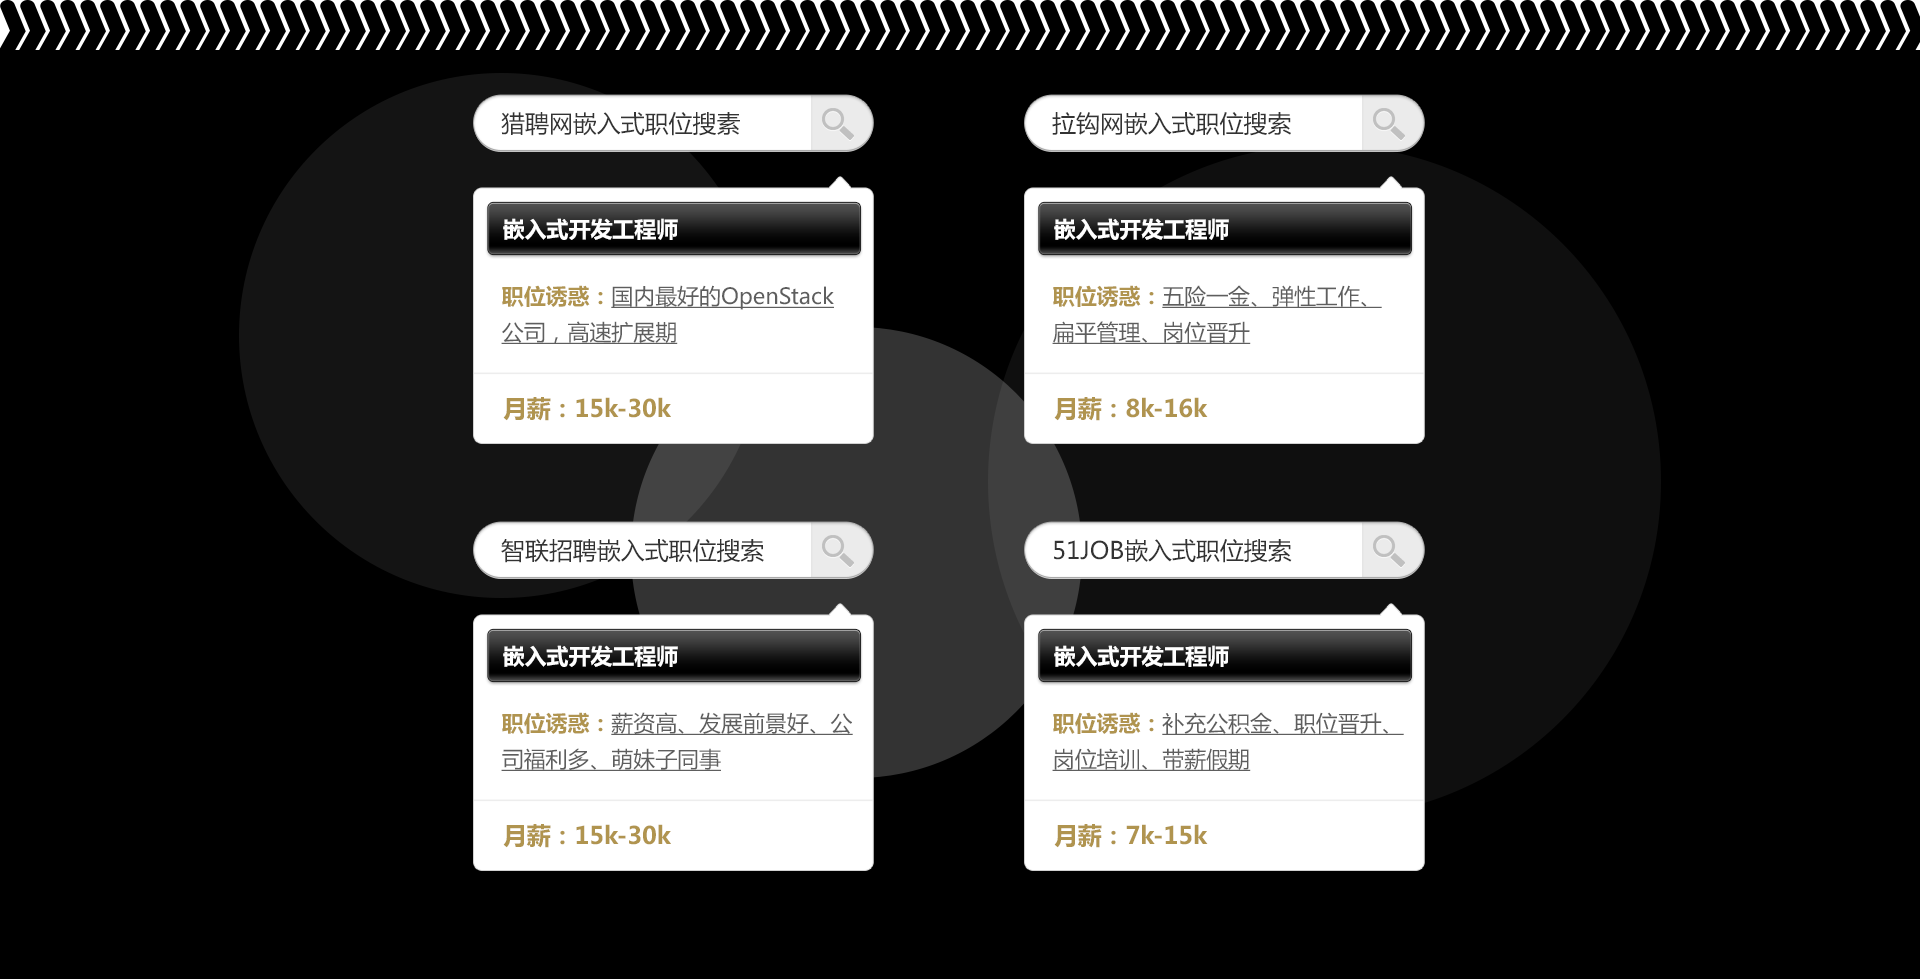 猎聘网嵌入式职位搜索
嵌入式开发工程师
职位诱惑：国内最好的OpenStack
公司，高速扩展期
月薪：15k-30k
拉钩网嵌入式职位搜索
嵌入式开发工程师
职位诱惑：五险一金、弹性工作、
扁平管理、岗位晋升
月薪：8k-16k
智联招聘嵌入式职位搜索
嵌入式开发工程师
职位诱惑：薪资高、发展前景好、公
司福利多、萌妹子同事
月薪：15k-30k
51JOB嵌入式职位搜索
嵌入式开发工程师
职位诱惑：补充公积金、职位晋升、
岗位培训、带薪假期
月薪：7k-15k